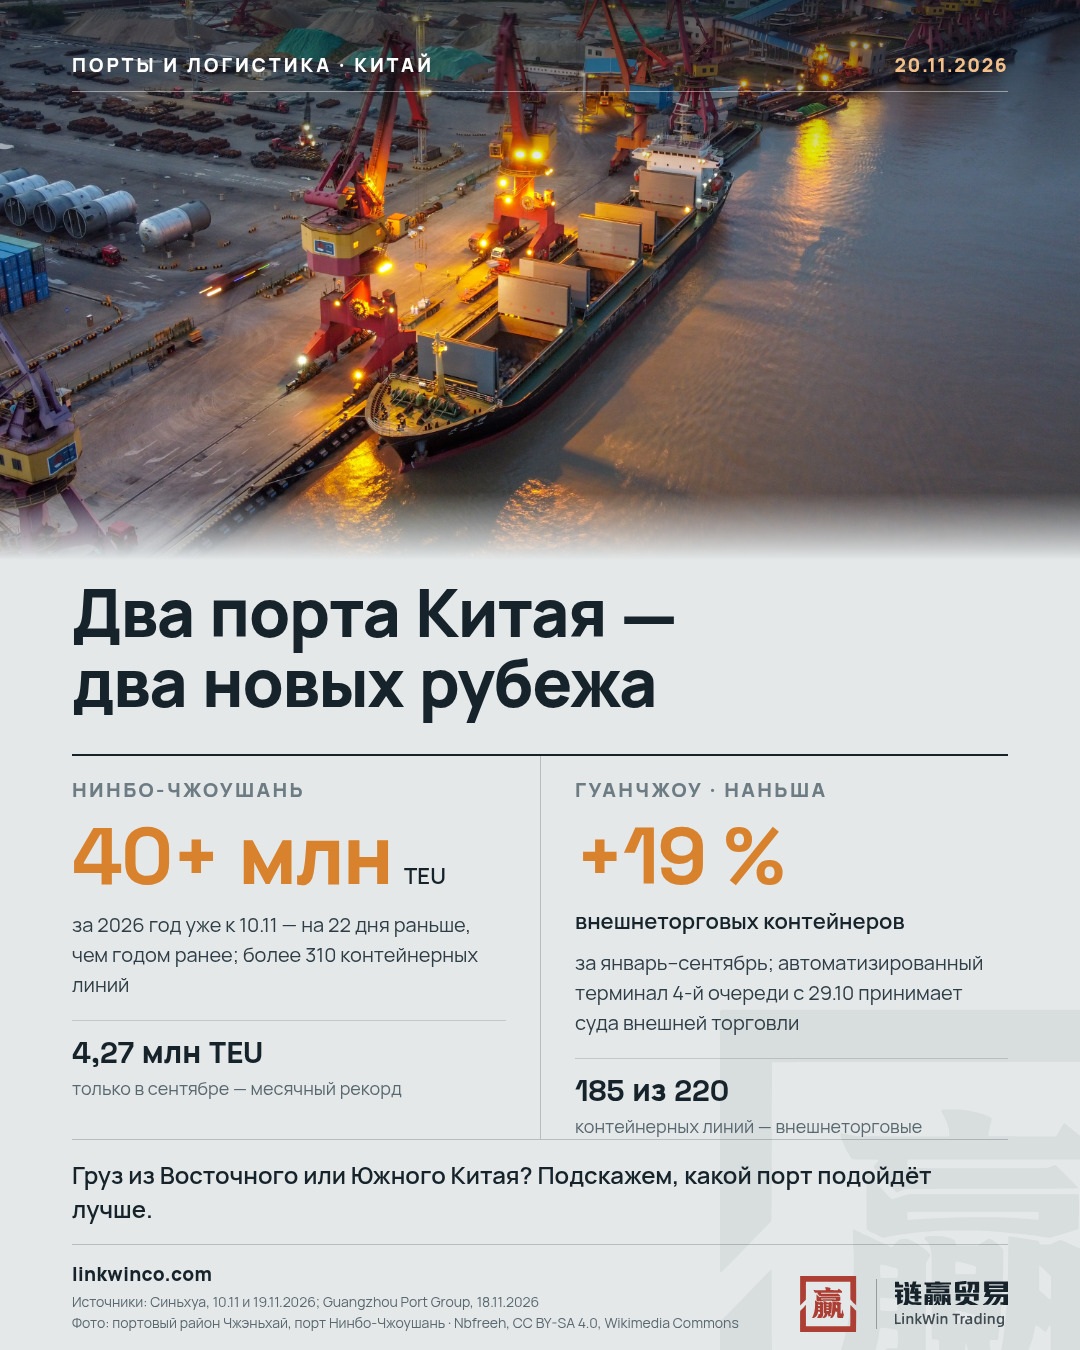 ПОРТЫ И ЛОГИСТИКА · КИТАЙ
20.11.2026
Два порта Китая —
два новых рубежа
НИНБО-ЧЖОУШАНЬ
40+ млн TEU
за 2026 год уже к 10.11 — на 22 дня раньше,
чем годом ранее; более 310 контейнерных
линий
4,27 млн TEU
только в сентябре — месячный рекорд
ГУАНЧЖОУ · НАНЬША
+19 %
внешнеторговых контейнеров
за январь–сентябрь; автоматизированный
терминал 4-й очереди с 29.10 принимает
суда внешней торговли
185 из 220
контейнерных линий — внешнеторговые
Груз из Восточного или Южного Китая? Подскажем, какой порт подойдёт
лучше.
linkwinco.com
Источники: Синьхуа, 10.11 и 19.11.2026; Guangzhou Port Group, 18.11.2026
Фото: портовый район Чжэньхай, порт Нинбо-Чжоушань · Nbfreeh, CC BY-SA 4.0, Wikimedia Commons
赢
链赢贸易
LinkWin Trading